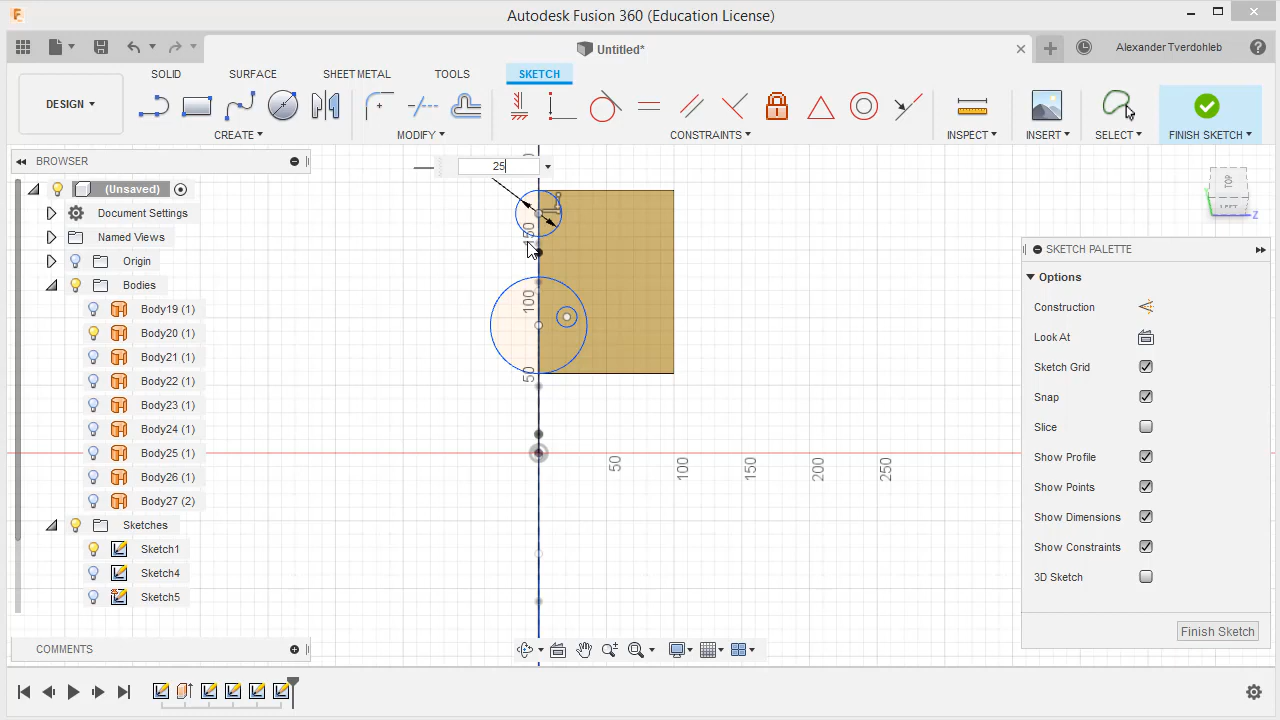 Autodesk Fusion 360 (Education License)
Untitled*
Alexander Tverdohleb
SOLID
SURFACE
SHEET METAL
TOOLS
SKETCH
DESIGN
CREATE
MODIFY
CONSTRAINTS
INSPECT
INSERT
SELECT
FINISH SKETCH
BROWSER
(Unsaved)
Document Settings
Named Views
Origin
Bodies
Body19 (1)
Body20 (1)
Body21 (1)
Body22 (1)
Body23 (1)
Body24 (1)
Body25 (1)
Body26 (1)
Body27 (2)
Sketches
Sketch1
Sketch4
Sketch5
COMMENTS
25
150
100
50
50
100
150
200
250
TOP
LEFT
Z
SKETCH PALETTE
Options
Construction
Look At
Sketch Grid
Snap
Slice
Show Profile
Show Points
Show Dimensions
Show Constraints
3D Sketch
Finish Sketch